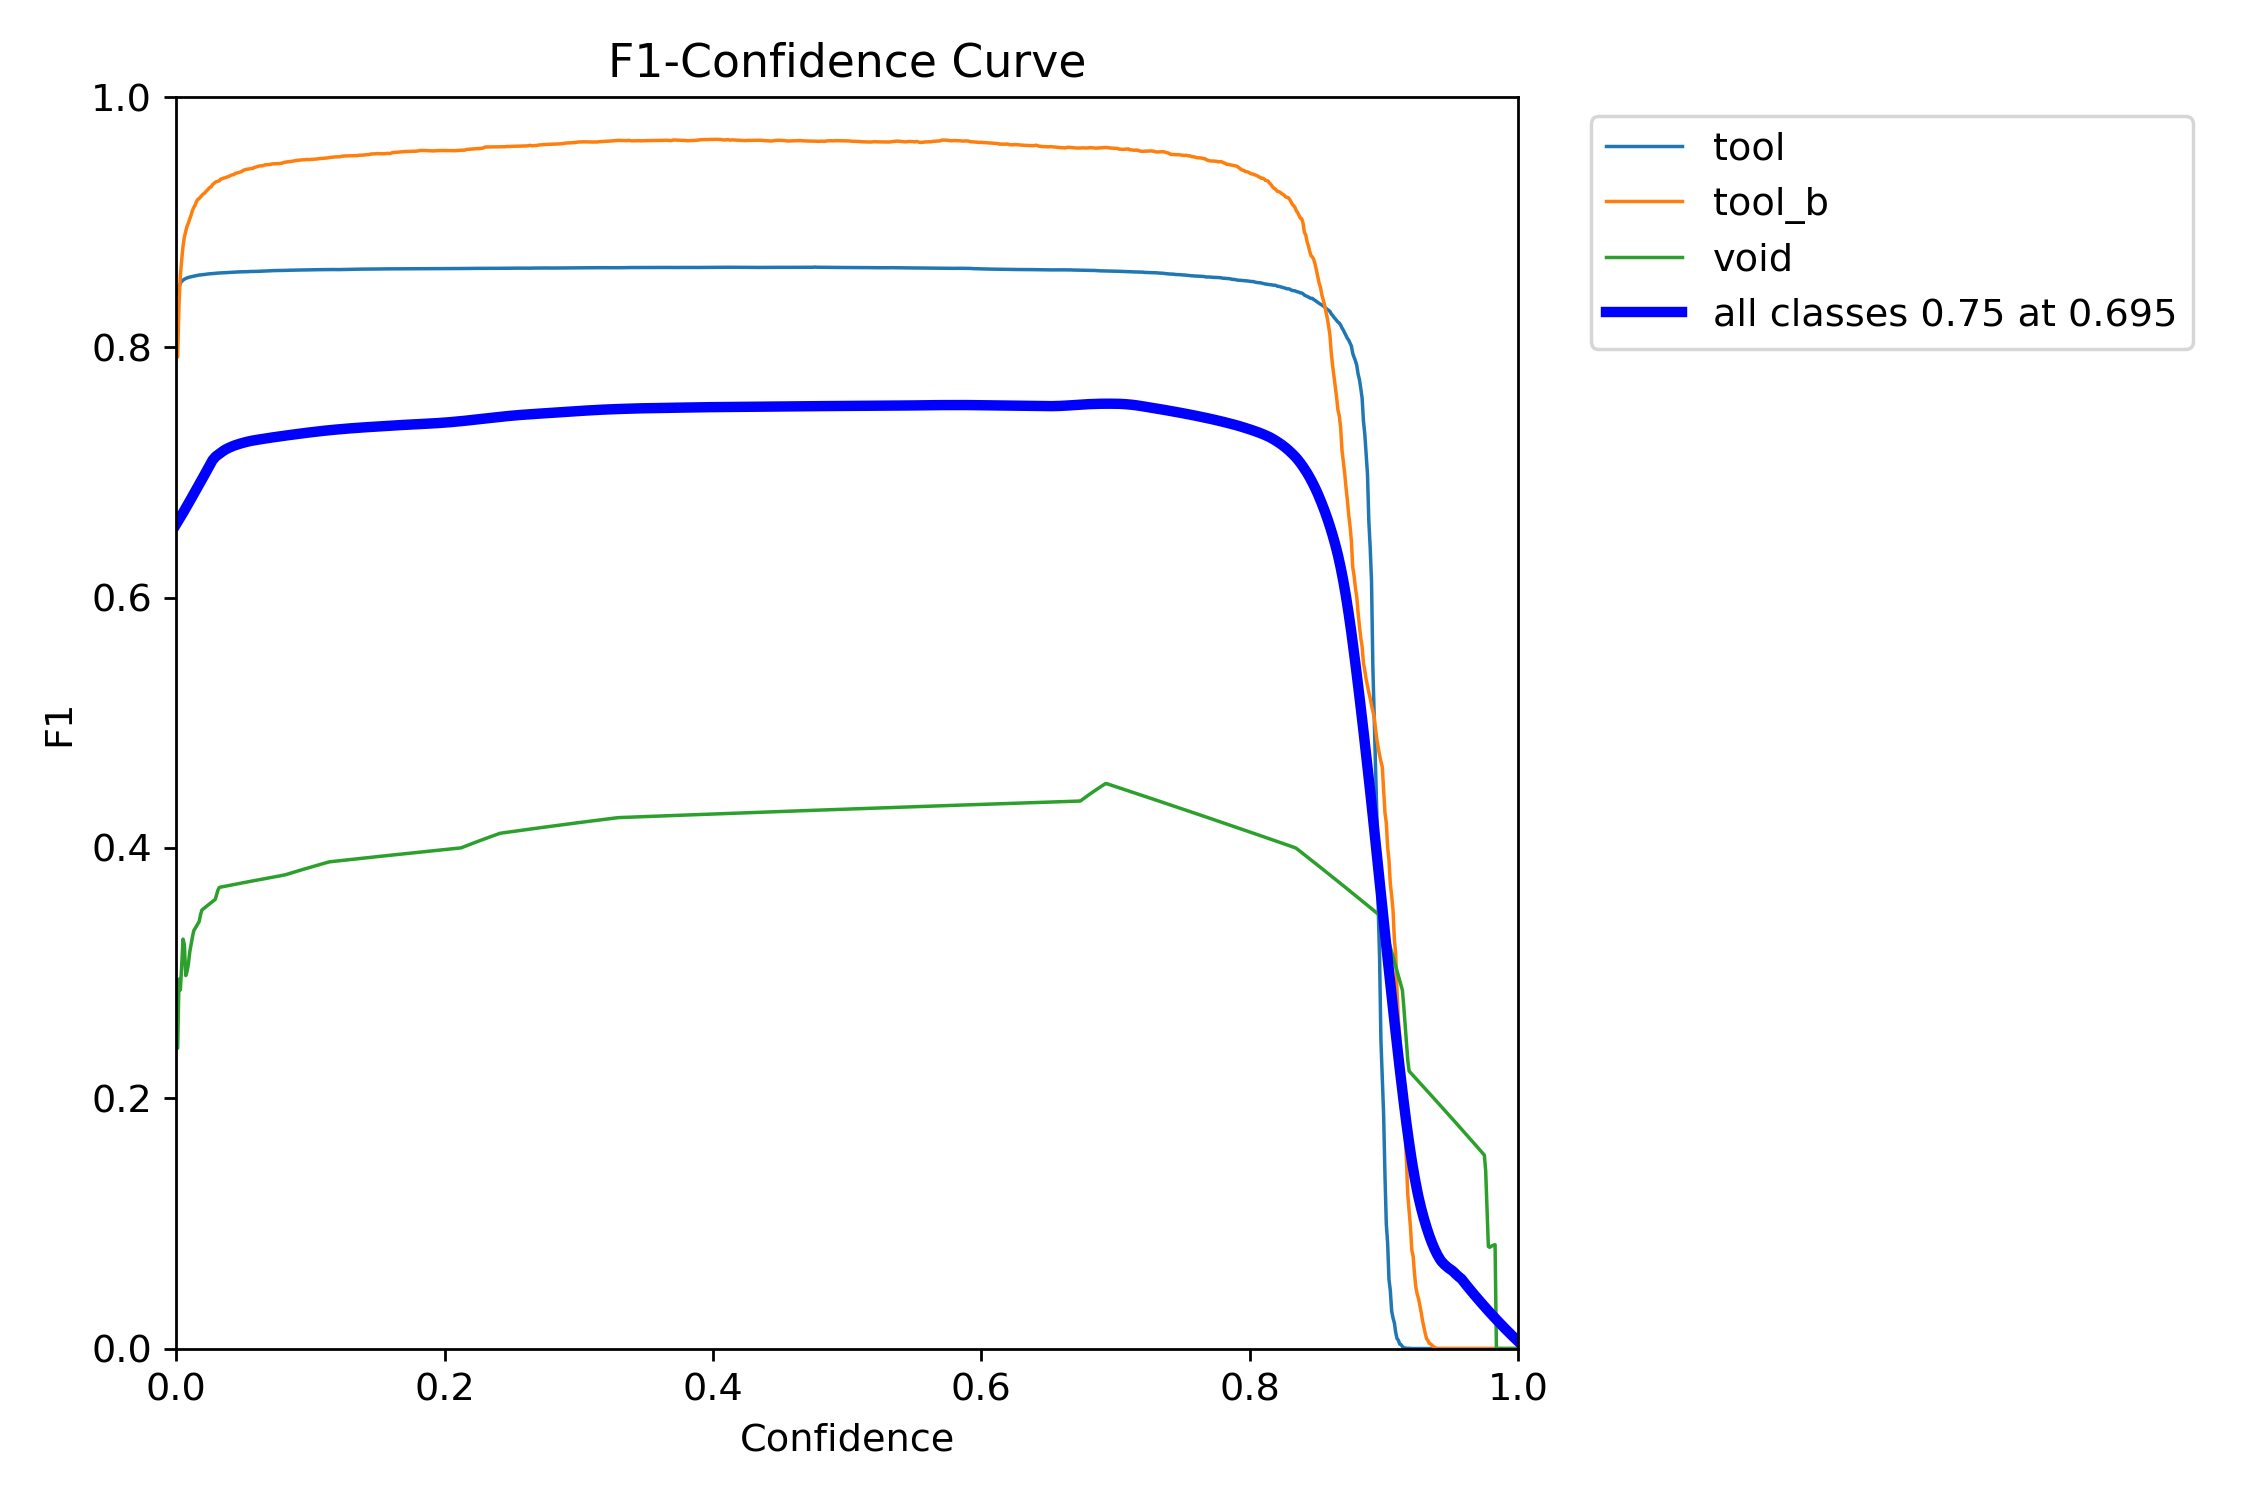 F1-Confidence Curve
1.0
0.8
0.6
0.4
0.2
0.0
F1
0.0 0.2 0.4 0.6 0.8 1.0
Confidence
tool
tool_b
void
all classes 0.75 at 0.695